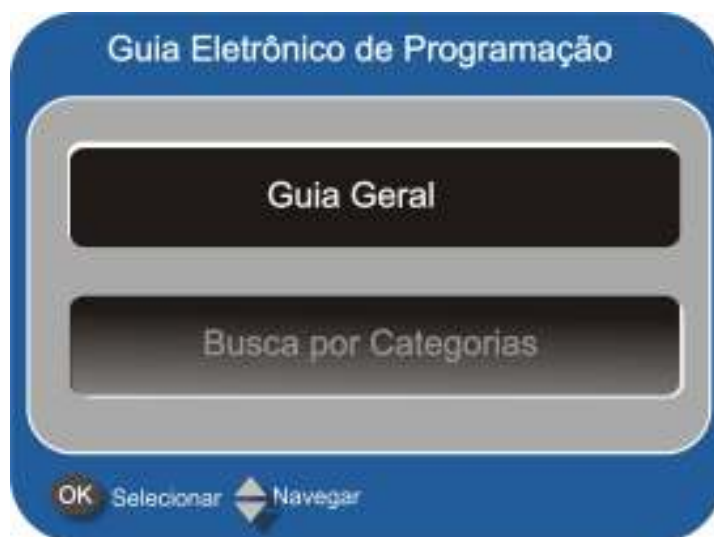 Guia Eletrônico de Programação
Guia Geral
Busca por Categorias
OK Selecionar Navegar